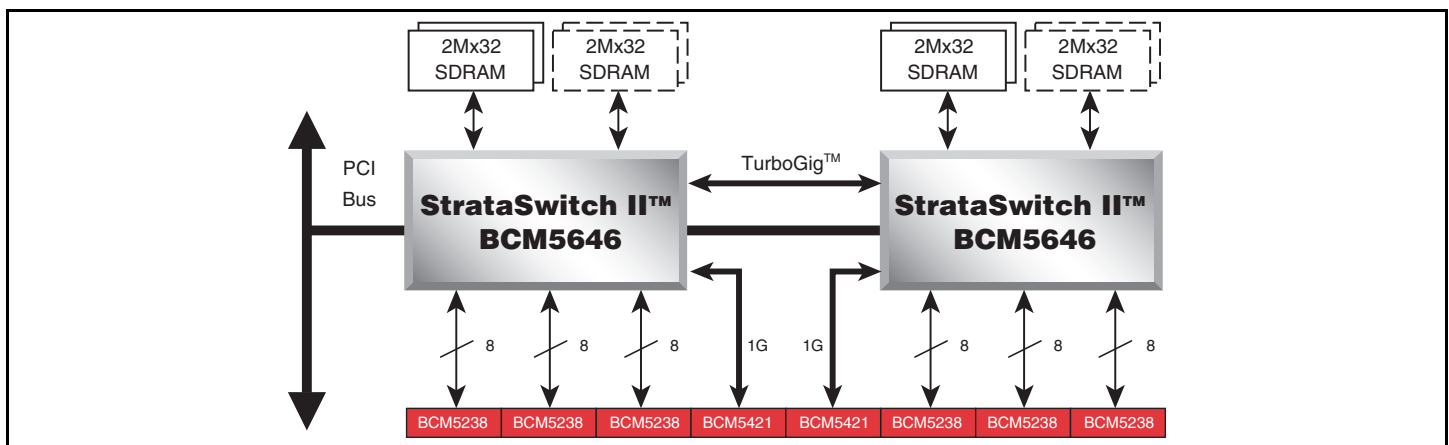 2Mx32
SDRAM
2Mx32
SDRAM
2Mx32
SDRAM
2Mx32
SDRAM
PCI
Bus
TurboGig™
StrataSwitch II™
BCM5646
StrataSwitch II™
BCM5646
8
8
8
1G
1G
8
8
8
BCM5238
BCM5238
BCM5238
BCM5421
BCM5421
BCM5238
BCM5238
BCM5238